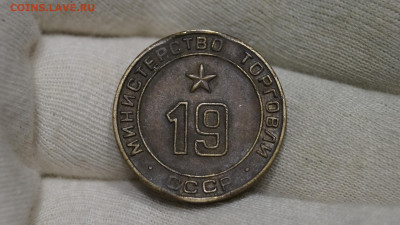 COINS.LAVE.RU
МИНИСТЕРСТВО ТОРГОВЛИ
19
· СССР ·